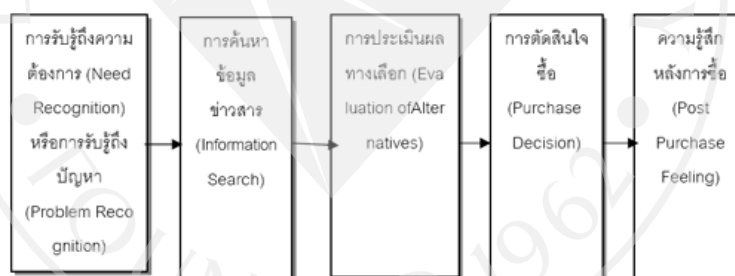 การรับรู้ถึงความ
ต้องการ (Need
Recognition)
หรือการรับรู้ถึง
ปัญหา
(Problem Reco
gnition)
การค้นหา
ข้อมูล
ข่าวสาร
(Information
Search)
การประเมินผล
ทางเลือก (Eva
luation ofAlter
natives)
การตัดสินใจ
ซื้อ
(Purchase
Decision)
ความรู้สึก
หลังการซื้อ
(Post
Purchase
Feeling)
1962